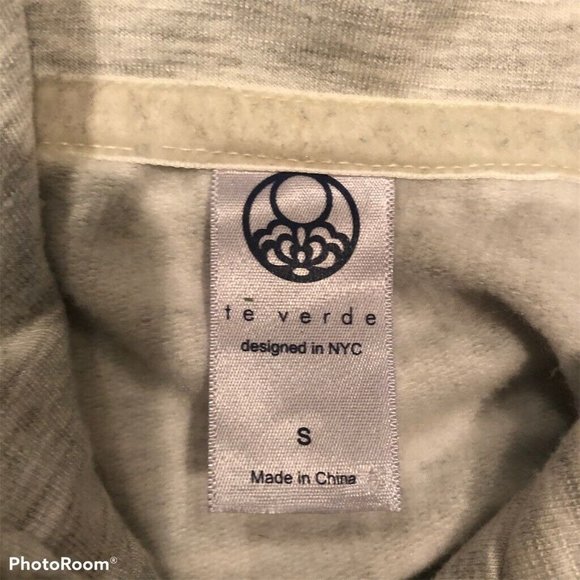 tē verde
designed in NYC
S
Made in China
PhotoRoom®